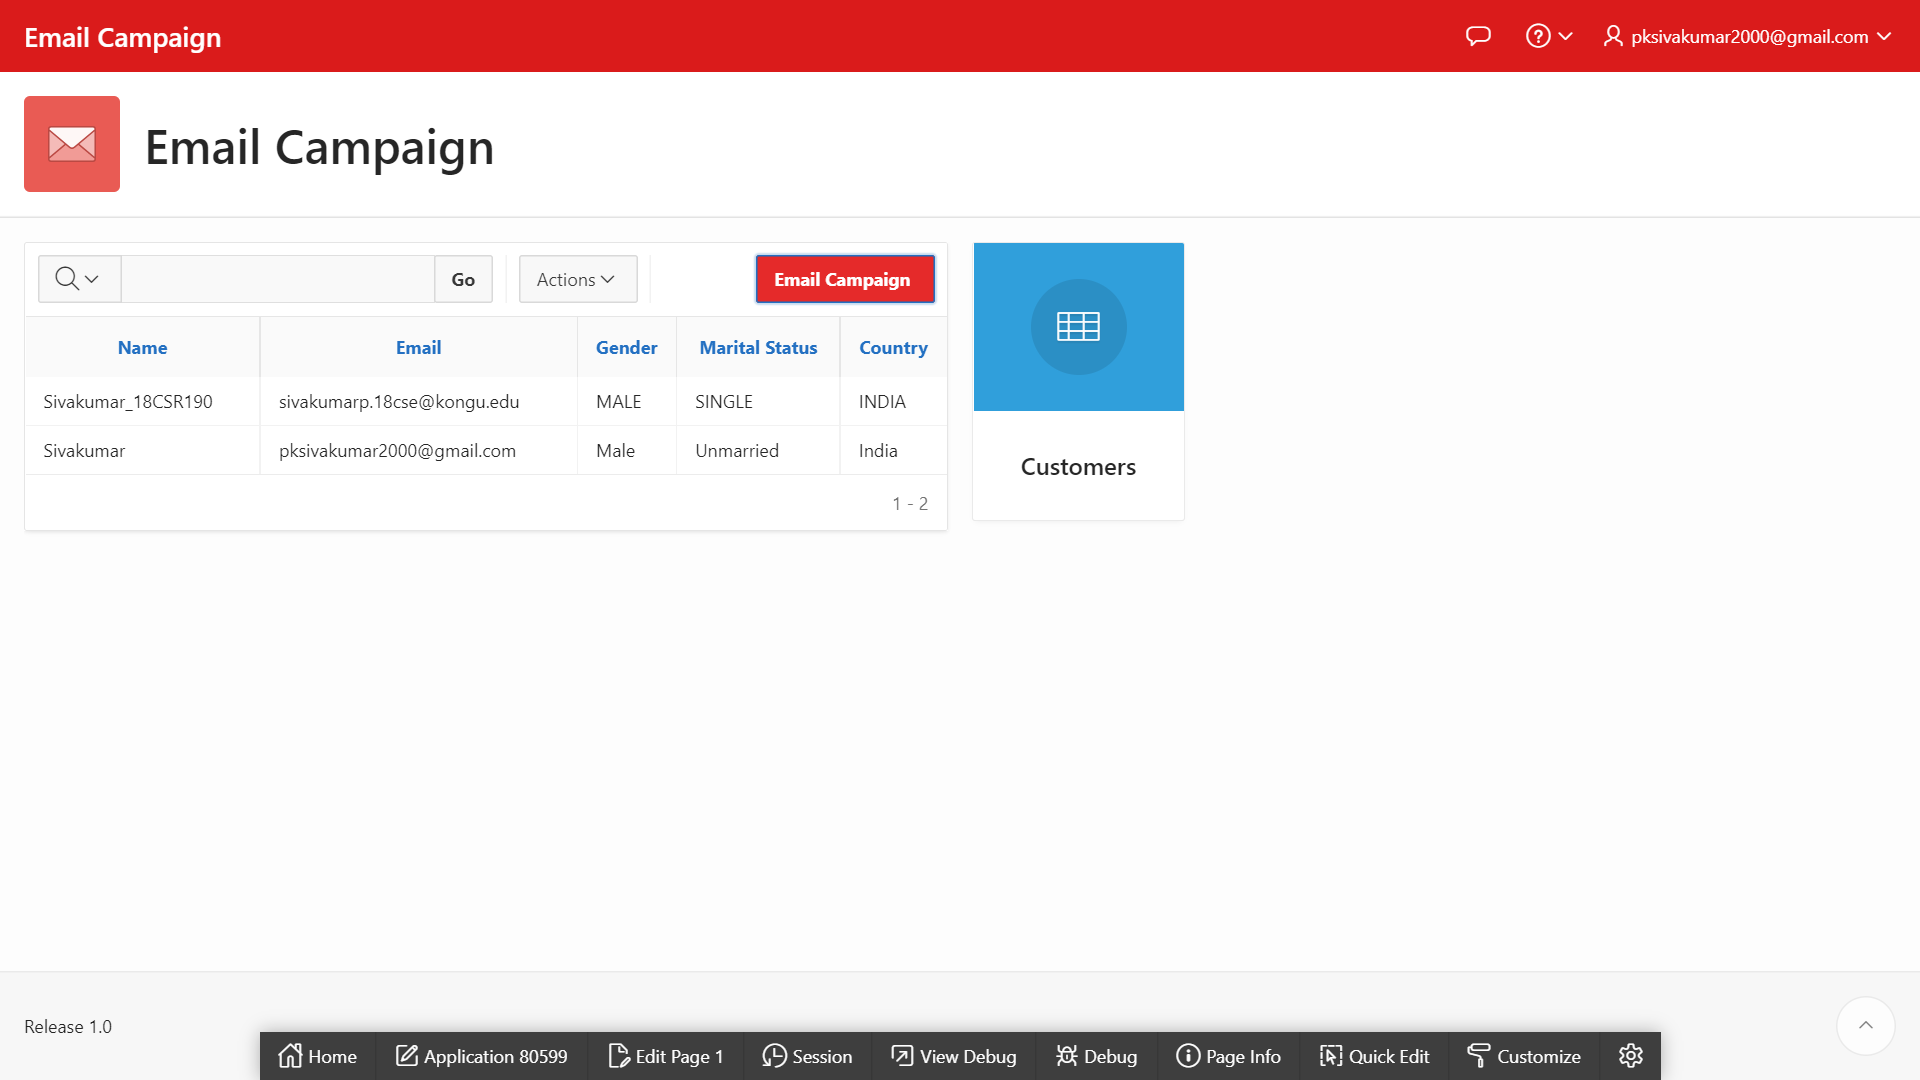 Email Campaign
pksivakumar2000@gmail.com
Email Campaign
Go
Actions
Email Campaign
Name Email Gender Marital Status Country
Sivakumar_18CSR190 sivakumarp.18cse@kongu.edu MALE SINGLE INDIA
Sivakumar pksivakumar2000@gmail.com Male Unmarried India
1 - 2
Customers
Release 1.0
Home Application 80599 Edit Page 1 Session View Debug Debug Page Info Quick Edit Customize